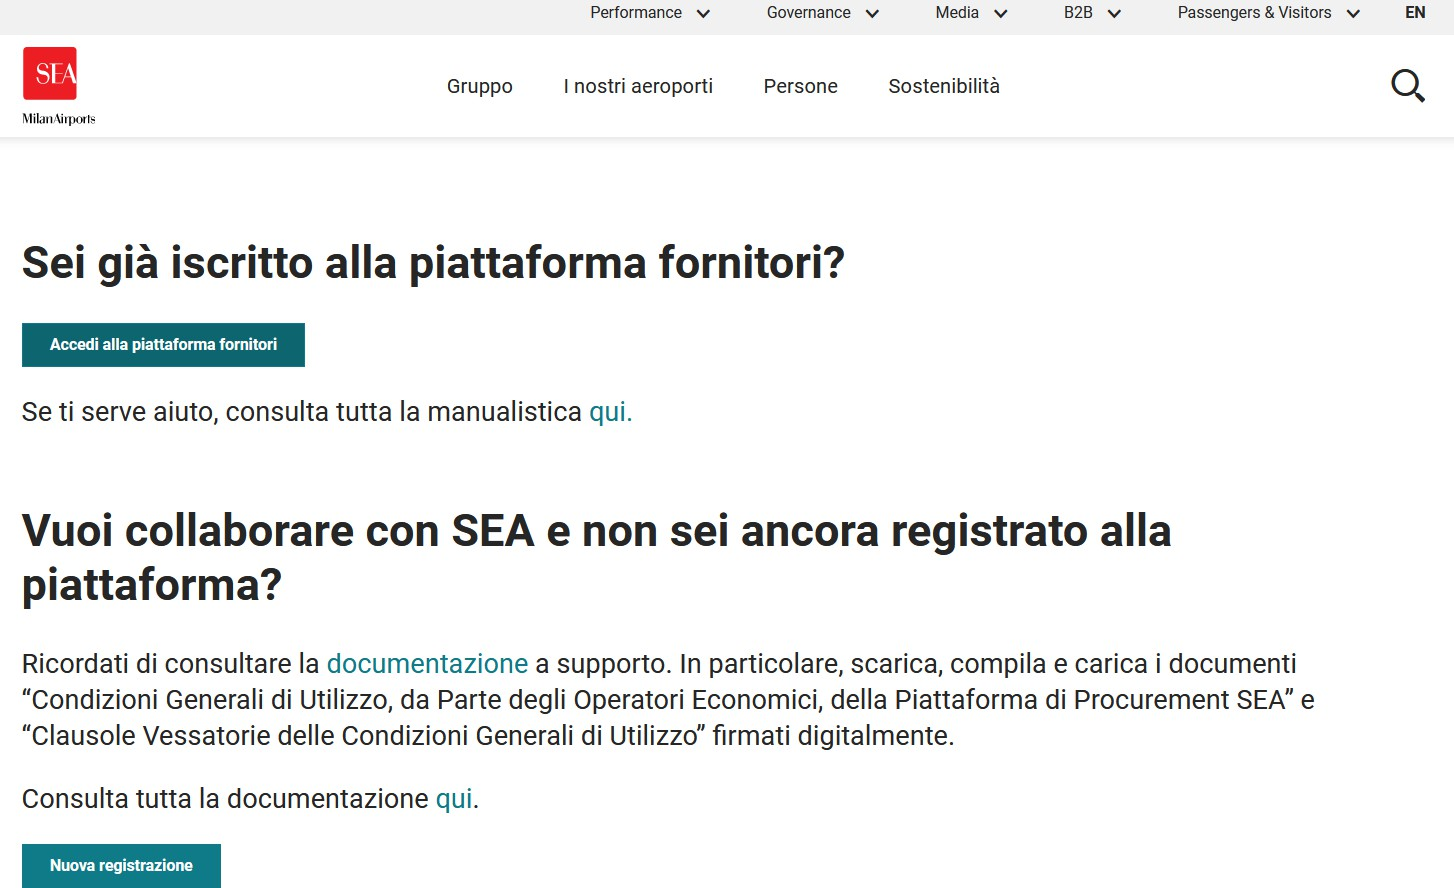 Performance Governance Media B2B Passengers & Visitors EN
SEA
MilanAirports
Gruppo I nostri aeroporti Persone Sostenibilità
Sei già iscritto alla piattaforma fornitori?
Accedi alla piattaforma fornitori
Se ti serve aiuto, consulta tutta la manualistica qui.
Vuoi collaborare con SEA e non sei ancora registrato alla
piattaforma?
Ricordati di consultare la documentazione a supporto. In particolare, scarica, compila e carica i documenti
“Condizioni Generali di Utilizzo, da Parte degli Operatori Economici, della Piattaforma di Procurement SEA” e
“Clausole Vessatorie delle Condizioni Generali di Utilizzo” firmati digitalmente.
Consulta tutta la documentazione qui.
Nuova registrazione